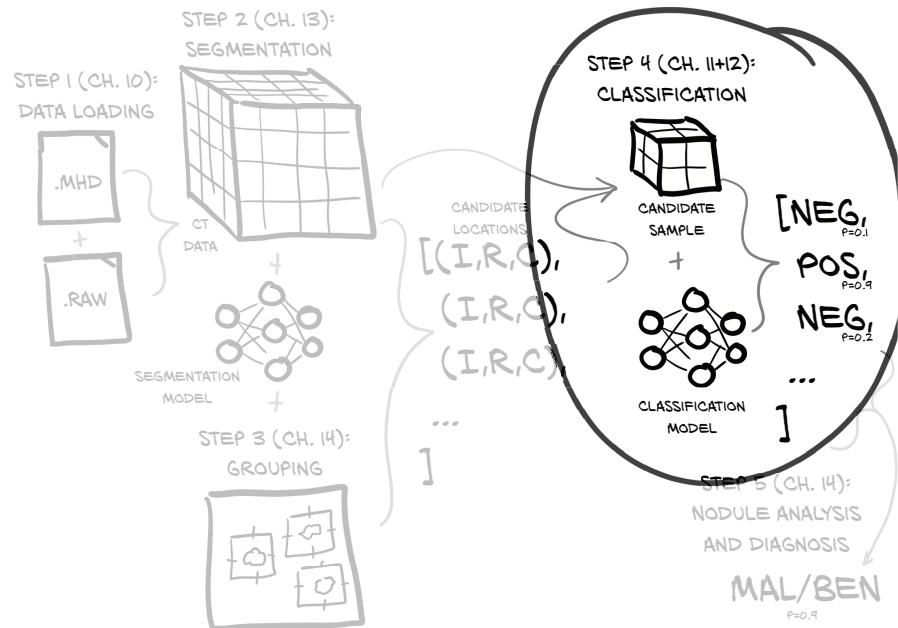 STEP 1 (CH. 10):
DATA LOADING
.MHD
+
.RAW
STEP 2 (CH. 13):
SEGMENTATION
CT
DATA
+
SEGMENTATION
MODEL
+
STEP 3 (CH. 14):
GROUPING
CANDIDATE
LOCATIONS
[(I,R,C),
(I,R,C),
(I,R,C),
...
]
STEP 4 (CH. 11+12):
CLASSIFICATION
CANDIDATE
SAMPLE
+
CLASSIFICATION
MODEL
[NEG,
P=0.1
POS,
P=0.9
NEG,
P=0.2
...
]
STEP 5 (CH. 14):
NODULE ANALYSIS
AND DIAGNOSIS
MAL/BEN
P=0.9